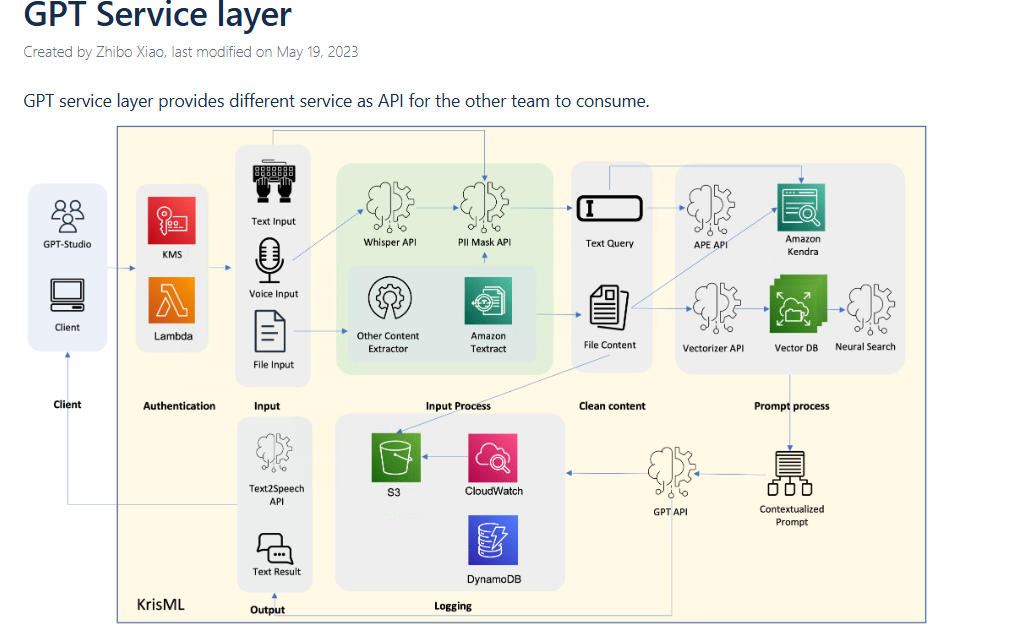 GPT Service layer
Created by Zhibo Xiao, last modified on May 19, 2023
GPT service layer provides different service as API for the other team to consume.
GPT-Studio
Client
Client
KMS
Lambda
Authentication
Text Input
Voice Input
File Input
Input
Whisper API
PII Mask API
Other Content
Extractor
Amazon
Textract
Input Process
Text Query
File Content
Clean content
APE API
Amazon
Kendra
Vectorizer API
Vector DB
Neural Search
Prompt process
Text2Speech
API
Text Result
Output
S3
CloudWatch
DynamoDB
Logging
GPT API
Contextualized
Prompt
KrisML